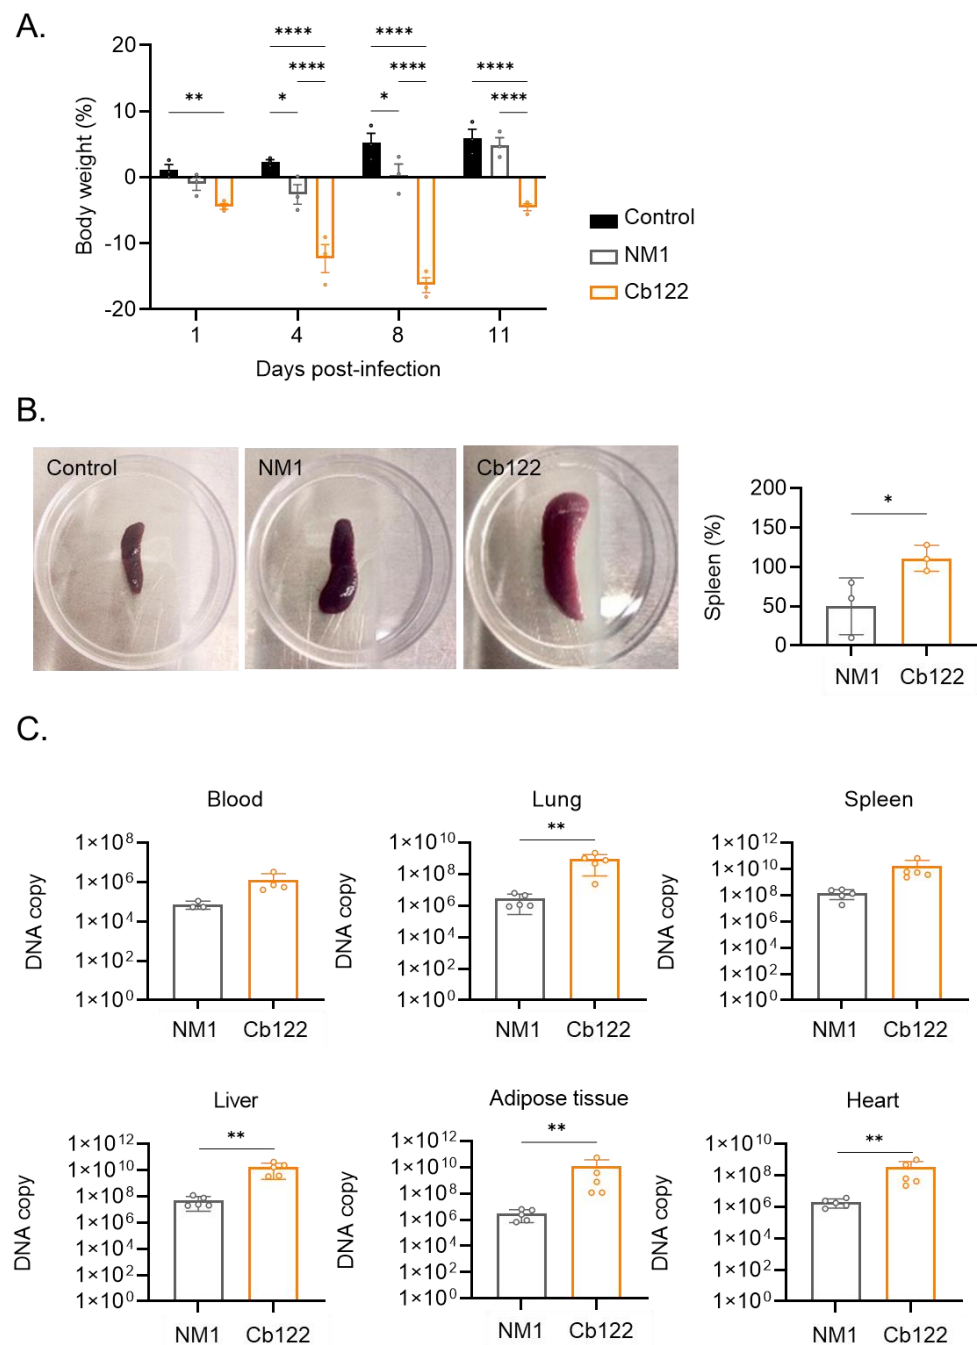 A.
**** ****
20
**** **** ****
** * * ****
10
0
-10
-20
Body weight (%)
1 4 8 11
Days post-infection
Control
NM1
Cb122
B.
Control NM1 Cb122
200
150
100
50
0
Spleen (%)
*
NM1 Cb122
C.
Blood
1×10⁸
1×10⁶
1×10⁴
1×10²
1×10⁰
DNA copy
NM1 Cb122
Lung
**
1×10¹⁰
1×10⁸
1×10⁶
1×10⁴
1×10²
1×10⁰
DNA copy
NM1 Cb122
Spleen
1×10¹²
1×10¹⁰
1×10⁸
1×10⁶
1×10⁴
1×10²
1×10⁰
DNA copy
NM1 Cb122
Liver
**
1×10¹²
1×10¹⁰
1×10⁸
1×10⁶
1×10⁴
1×10²
1×10⁰
DNA copy
NM1 Cb122
Adipose tissue
**
1×10¹²
1×10¹⁰
1×10⁸
1×10⁶
1×10⁴
1×10²
1×10⁰
DNA copy
NM1 Cb122
Heart
**
1×10¹⁰
1×10⁸
1×10⁶
1×10⁴
1×10²
1×10⁰
DNA copy
NM1 Cb122